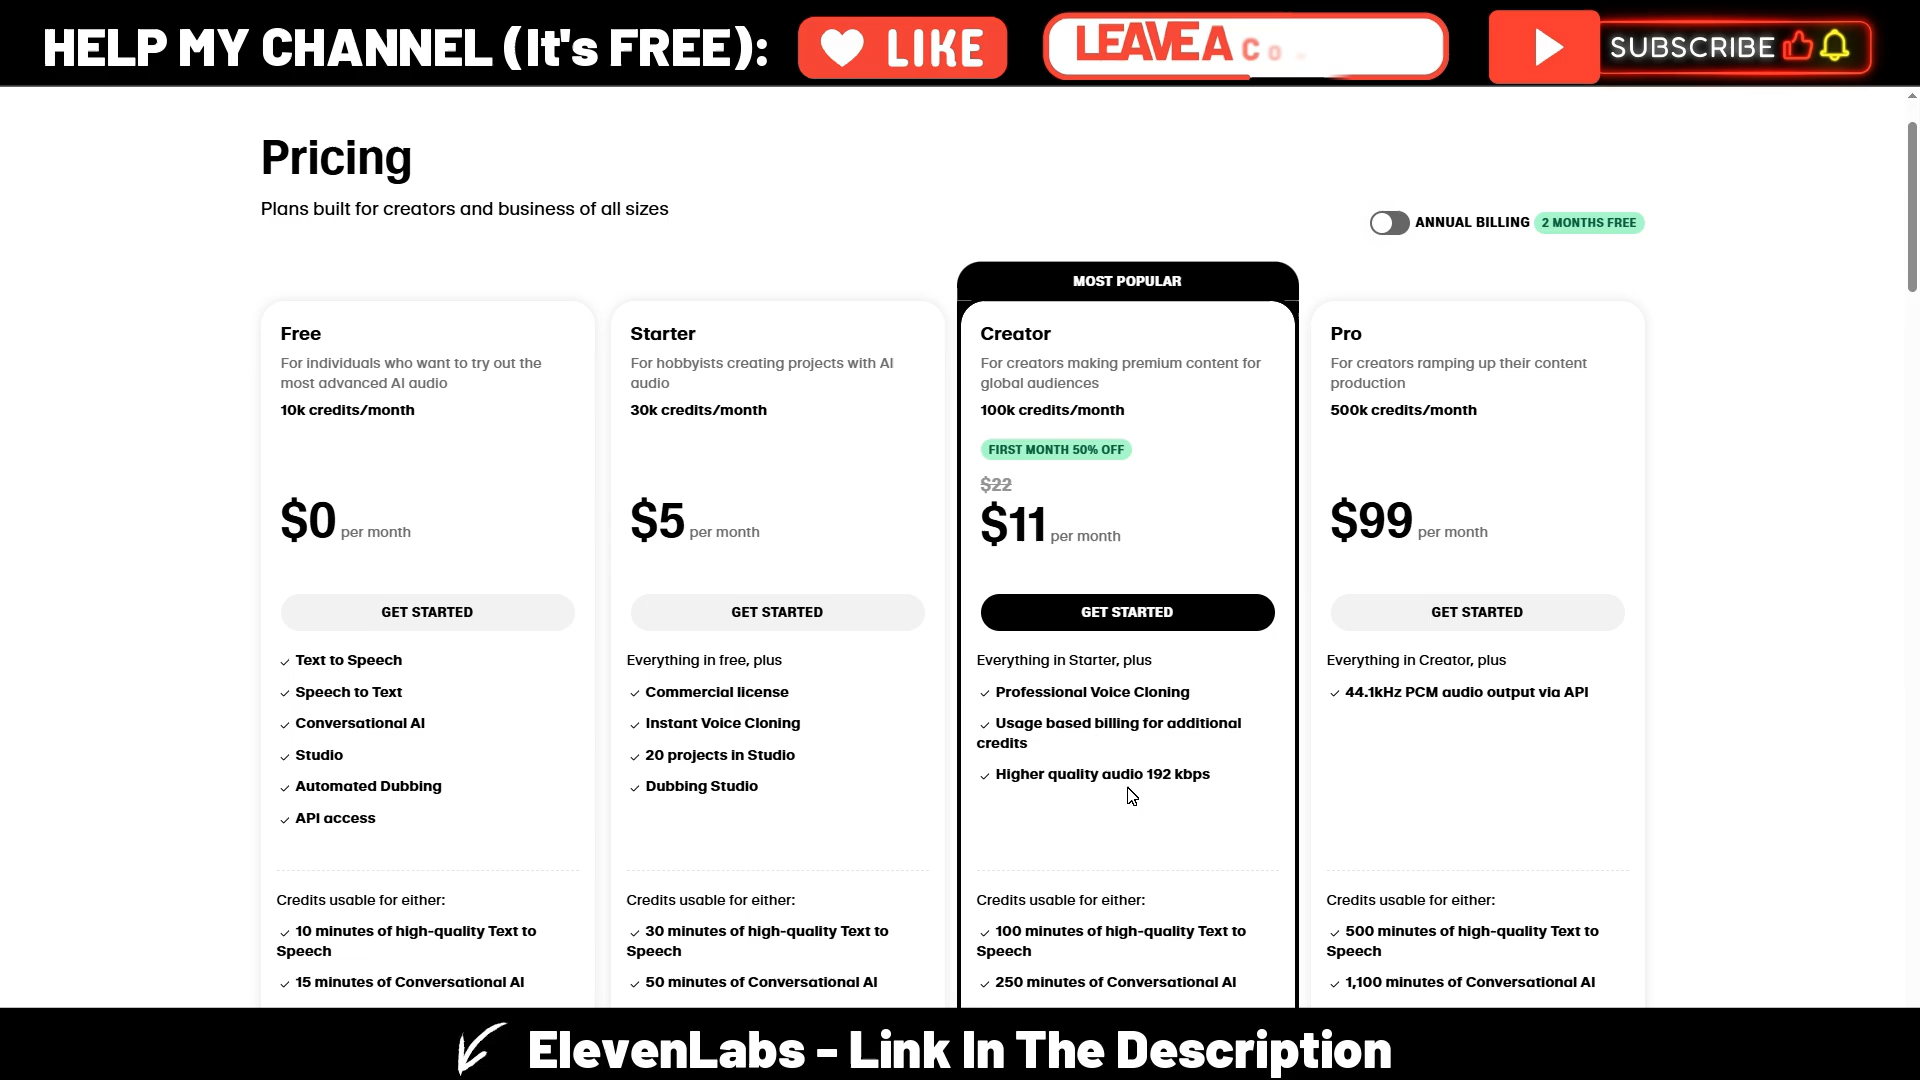 HELP MY CHANNEL (It's FREE):
LIKE
LEAVE A Co
SUBSCRIBE
Pricing
Plans built for creators and business of all sizes
ANNUAL BILLING 2 MONTHS FREE
MOST POPULAR
Free
For individuals who want to try out the
most advanced AI audio
10k credits/month
$0 per month
GET STARTED
Text to Speech
Speech to Text
Conversational AI
Studio
Automated Dubbing
API access
Credits usable for either:
10 minutes of high-quality Text to
Speech
15 minutes of Conversational AI
Starter
For hobbyists creating projects with AI
audio
30k credits/month
$5 per month
GET STARTED
Everything in free, plus
Commercial license
Instant Voice Cloning
20 projects in Studio
Dubbing Studio
Credits usable for either:
30 minutes of high-quality Text to
Speech
50 minutes of Conversational AI
Creator
For creators making premium content for
global audiences
100k credits/month
FIRST MONTH 50% OFF
$22
$11 per month
GET STARTED
Everything in Starter, plus
Professional Voice Cloning
Usage based billing for additional
credits
Higher quality audio 192 kbps
Credits usable for either:
100 minutes of high-quality Text to
Speech
250 minutes of Conversational AI
Pro
For creators ramping up their content
production
500k credits/month
$99 per month
GET STARTED
Everything in Creator, plus
44.1kHz PCM audio output via API
Credits usable for either:
500 minutes of high-quality Text to
Speech
1,100 minutes of Conversational AI
ElevenLabs - Link In The Description